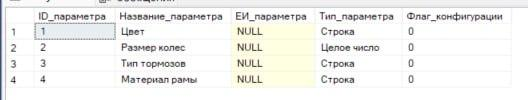 ID_параметра Название_параметра ЕИ_параметра Тип_параметра Флаг_конфигурации
1 1 Цвет NULL Строка 0
2 2 Размер колес NULL Целое число 0
3 3 Тип тормозов NULL Строка 0
4 4 Материал рамы NULL Строка 0